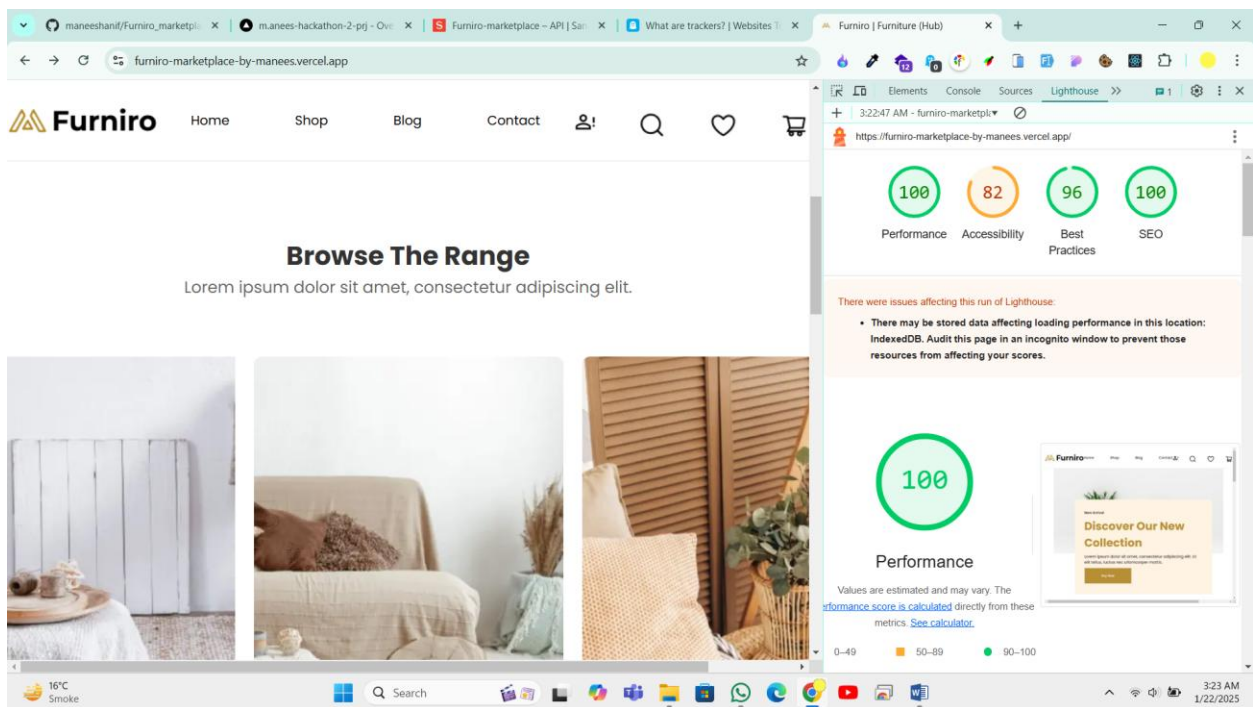 maneeshanif/Furniro_marketpla
m.anees-hackathon-2-prj - Ove
Furniro-marketplace – API | San
What are trackers? | Websites T
Furniro | Furniture (Hub)
furniro-marketplace-by-manees.vercel.app
12
0
Furniro
Home
Shop
Blog
Contact
Browse The Range
Lorem ipsum dolor sit amet, consectetur adipiscing elit.
Elements
Console
Sources
Lighthouse
1
3:22:47 AM - furniro-marketpl
https://furniro-marketplace-by-manees.vercel.app/
100
82
96
100
Performance
Accessibility
Best
Practices
SEO
There were issues affecting this run of Lighthouse:
There may be stored data affecting loading performance in this location:
IndexedDB. Audit this page in an incognito window to prevent those
resources from affecting your scores.
100
Performance
Values are estimated and may vary. The
erformance score is calculated directly from these
metrics. See calculator.
0–49
50–89
90–100
Furniro
Discover Our New
Collection
16°C
Smoke
Search
3:23 AM
1/22/2025